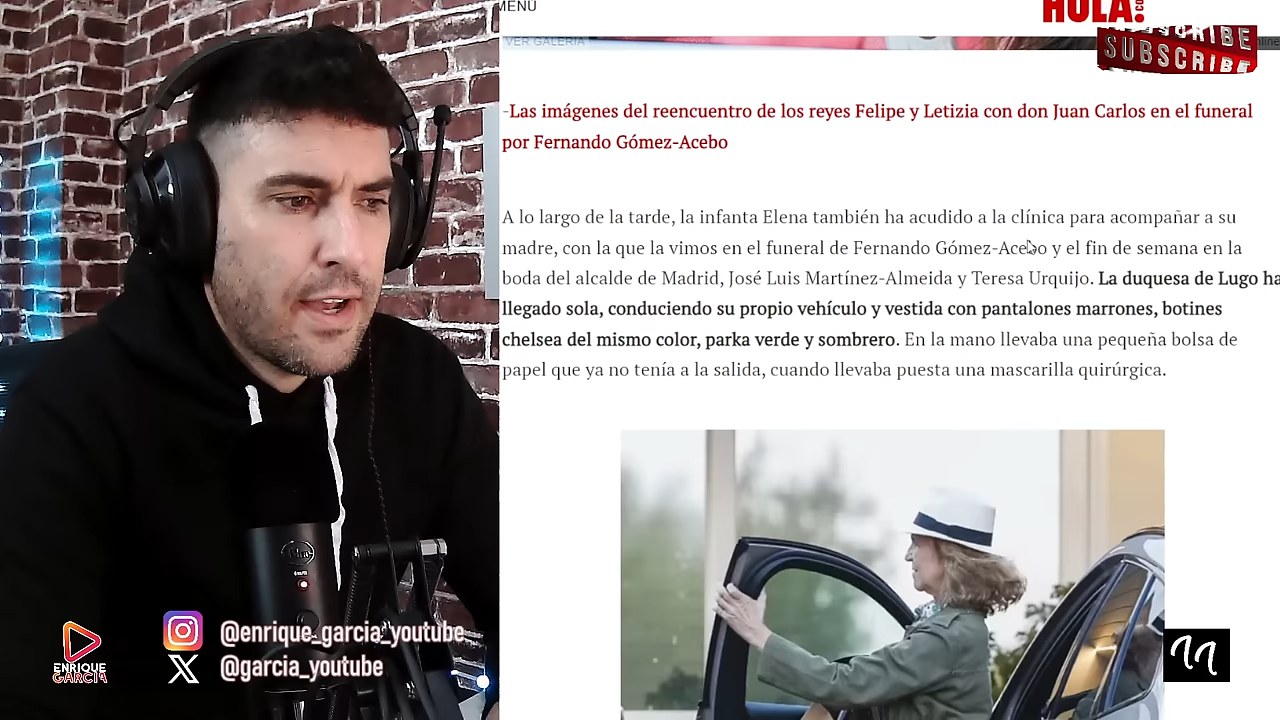 MENÚ
HOLA!
VER GALERÍA
SUBSCRIBE
SUBSCRIBE
-Las imágenes del reencuentro de los reyes Felipe y Letizia con don Juan Carlos en el funeral
por Fernando Gómez-Acebo
A lo largo de la tarde, la infanta Elena también ha acudido a la clínica para acompañar a su
madre, con la que la vimos en el funeral de Fernando Gómez-Acebo y el fin de semana en la
boda del alcalde de Madrid, José Luis Martínez-Almeida y Teresa Urquijo. La duquesa de Lugo ha
llegado sola, conduciendo su propio vehículo y vestida con pantalones marrones, botines
chelsea del mismo color, parka verde y sombrero. En la mano llevaba una pequeña bolsa de
papel que ya no tenía a la salida, cuando llevaba puesta una mascarilla quirúrgica.
@enrique_garcia_youtube
@garcia_youtube
ENRIQUE
GARCIA